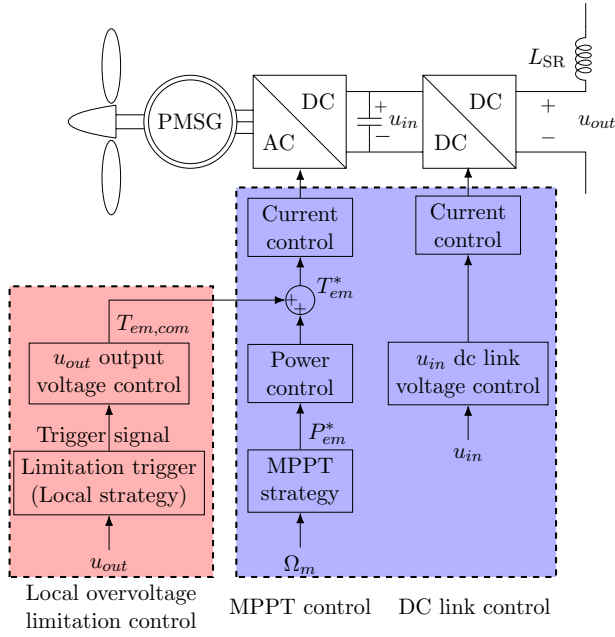 L_SR
PMSG
DC
AC
+
−
u_in
DC
DC
+
−
u_out
Current
control
Current
control
T*_em
+
+
T_em,com
u_out output
voltage control
Power
control
u_in dc link
voltage control
Trigger signal
P*_em
Limitation trigger
(Local strategy)
MPPT
strategy
u_in
u_out
Ω_m
Local overvoltage
limitation control
MPPT control
DC link control